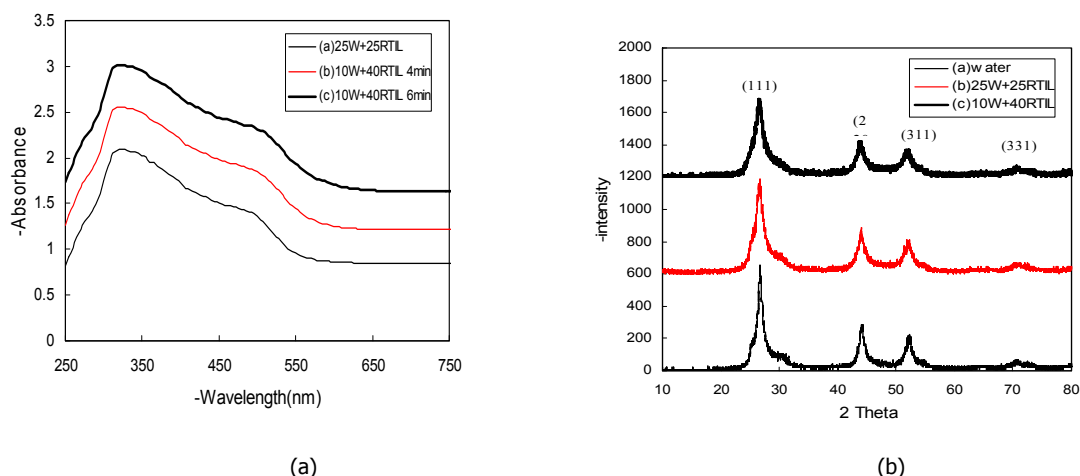 3.5
3
2.5
2
1.5
1
0.5
0
250 350 450 550 650 750
-Absorbance
-Wavelength(nm)
(a)25W+25RTIL
(b)10W+40RTIL 4min
(c)10W+40RTIL 6min
(a)
2000
1800
1600
1400
1200
1000
800
600
400
200
0
10 20 30 40 50 60 70 80
-intensity
2 Theta
(a)water
(b)25W+25RTIL
(c)10W+40RTIL
(111)
(2
(311)
(331)
(b)